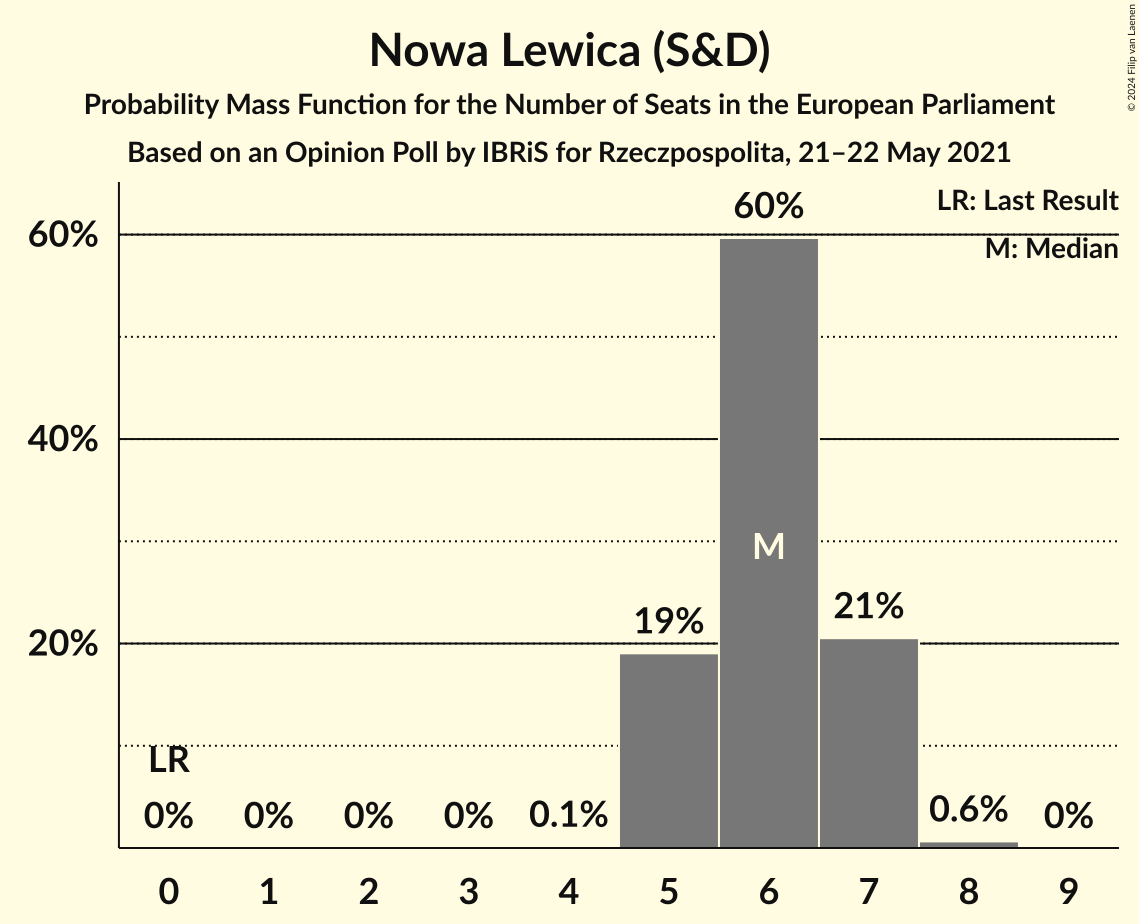 Nowa Lewica (S&D)
Probability Mass Function for the Number of Seats in the European Parliament
Based on an Opinion Poll by IBRiS for Rzeczpospolita, 21–22 May 2021
© 2024 Filip van Laenen
LR: Last Result
M: Median
60%
40%
20%
LR
0%
0%
0%
0%
0.1%
19%
60%
M
21%
0.6%
0%
0 1 2 3 4 5 6 7 8 9